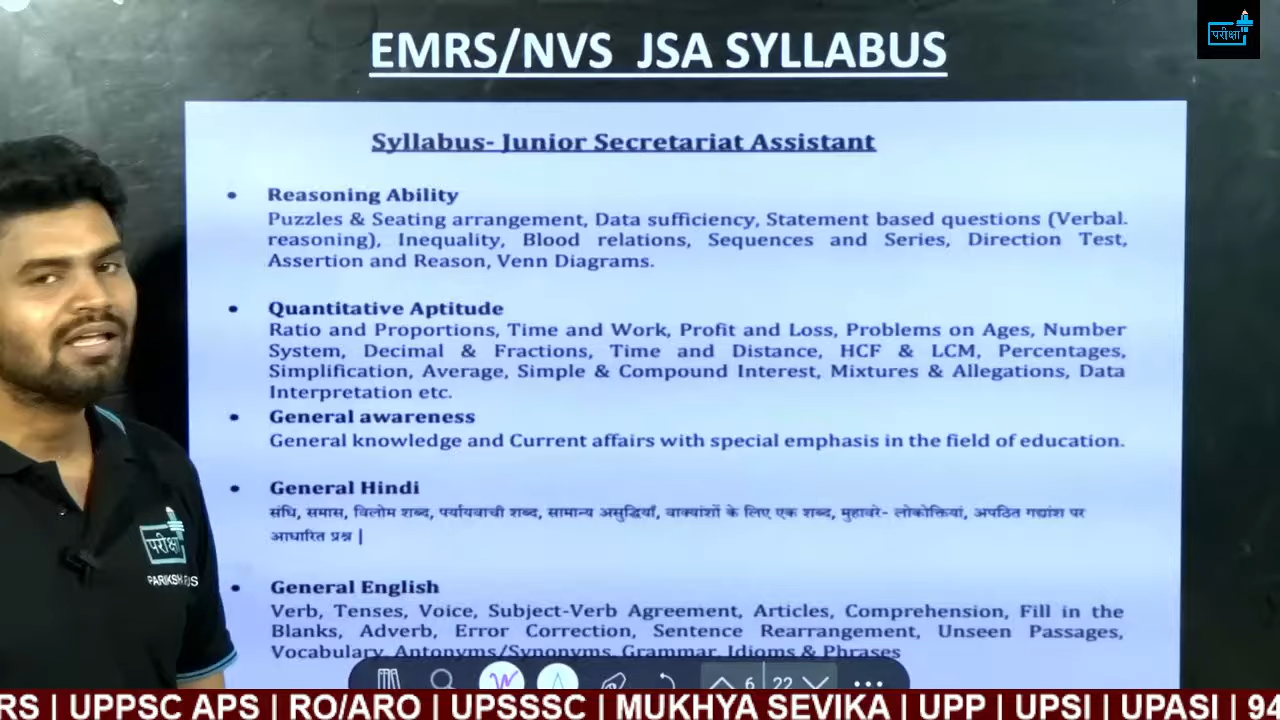 EMRS/NVS JSA SYLLABUS
परीक्षा
Syllabus- Junior Secretariat Assistant
• Reasoning Ability
Puzzles & Seating arrangement, Data sufficiency, Statement based questions (Verbal.
reasoning), Inequality, Blood relations, Sequences and Series, Direction Test,
Assertion and Reason, Venn Diagrams.
• Quantitative Aptitude
Ratio and Proportions, Time and Work, Profit and Loss, Problems on Ages, Number
System, Decimal & Fractions, Time and Distance, HCF & LCM, Percentages,
Simplification, Average, Simple & Compound Interest, Mixtures & Allegations, Data
Interpretation etc.
• General awareness
General knowledge and Current affairs with special emphasis in the field of education.
• General Hindi
संधि, समास, विलोम शब्द, पर्यायवाची शब्द, सामान्य असुद्धियाँ, वाक्यांशों के लिए एक शब्द, मुहावरे- लोकोक्तियां, अपठित गद्यांश पर
आधारित प्रश्न |
• General English
Verb, Tenses, Voice, Subject-Verb Agreement, Articles, Comprehension, Fill in the
Blanks, Adverb, Error Correction, Sentence Rearrangement, Unseen Passages,
Vocabulary, Antonyms/Synonyms, Grammar, Idioms & Phrases
परीक्षा
6 22
RS | UPPSC APS | RO/ARO | UPSSSC | MUKHYA SEVIKA | UPP | UPSI | UPASI | 94